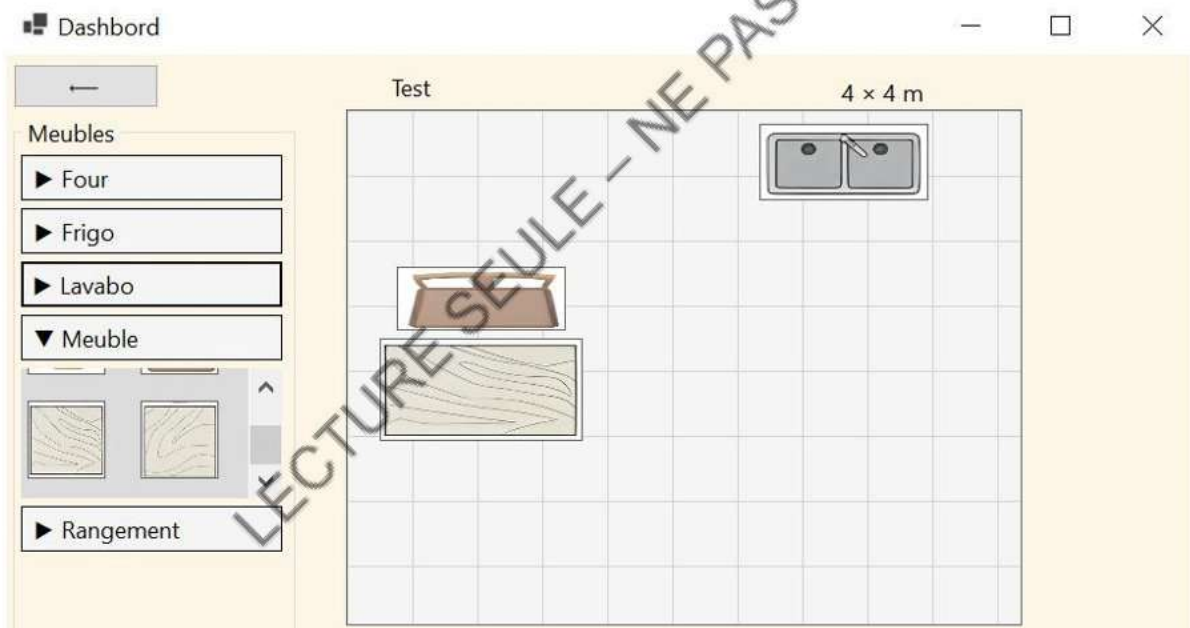 Dashbord
←
Test
4 × 4 m
Meubles
▶ Four
▶ Frigo
▶ Lavabo
▼ Meuble
▶ Rangement
LECTURE SEULE – NE PAS